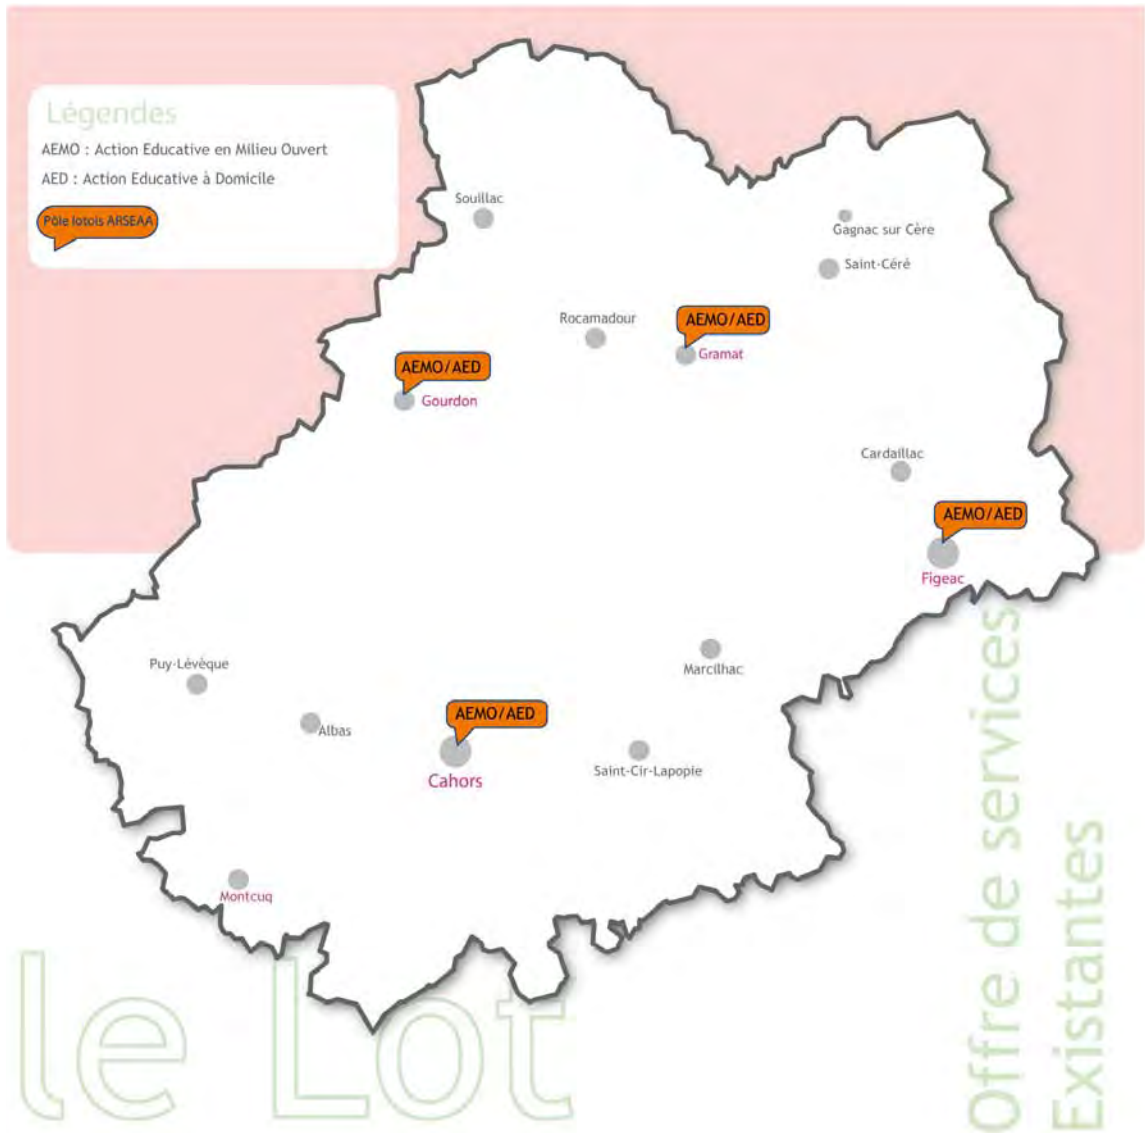 Légendes
AEMO : Action Educative en Milieu Ouvert
AED : Action Educative à Domicile
Pôle lotois ARSEAA
Souillac
Gagnac sur Cère
Saint-Céré
Rocamadour
AEMO/AED
Gramat
AEMO/AED
Gourdon
Cardaillac
AEMO/AED
Figeac
Puy-Lévèque
Marcilhac
Albas
AEMO/AED
Cahors
Saint-Cir-Lapopie
Montcuq
le Lot
Offre de services
Existantes